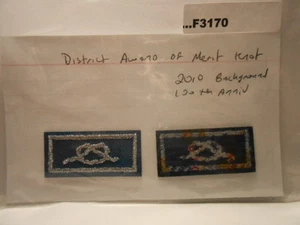 ...F3170
District Award of Merit Knot
2010 Background
100th Anniv